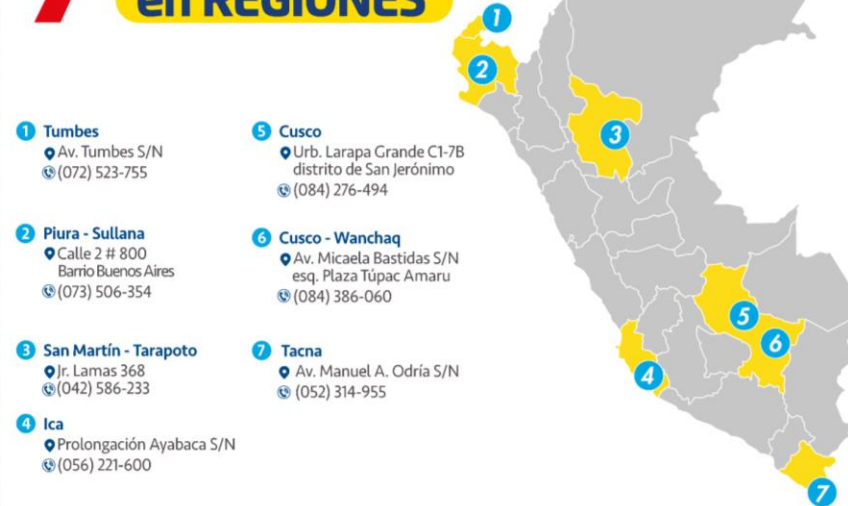 7
en REGIONES
1 Tumbes
Av. Tumbes S/N
(072) 523-755
2 Piura - Sullana
Calle 2 # 800
Barrio Buenos Aires
(073) 506-354
3 San Martín - Tarapoto
Jr. Lamas 368
(042) 586-233
4 Ica
Prolongación Ayabaca S/N
(056) 221-600
5 Cusco
Urb. Larapa Grande C1-7B
distrito de San Jerónimo
(084) 276-494
6 Cusco - Wanchaq
Av. Micaela Bastidas S/N
esq. Plaza Túpac Amaru
(084) 386-060
7 Tacna
Av. Manuel A. Odría S/N
(052) 314-955
1
2
3
4
5
6
7